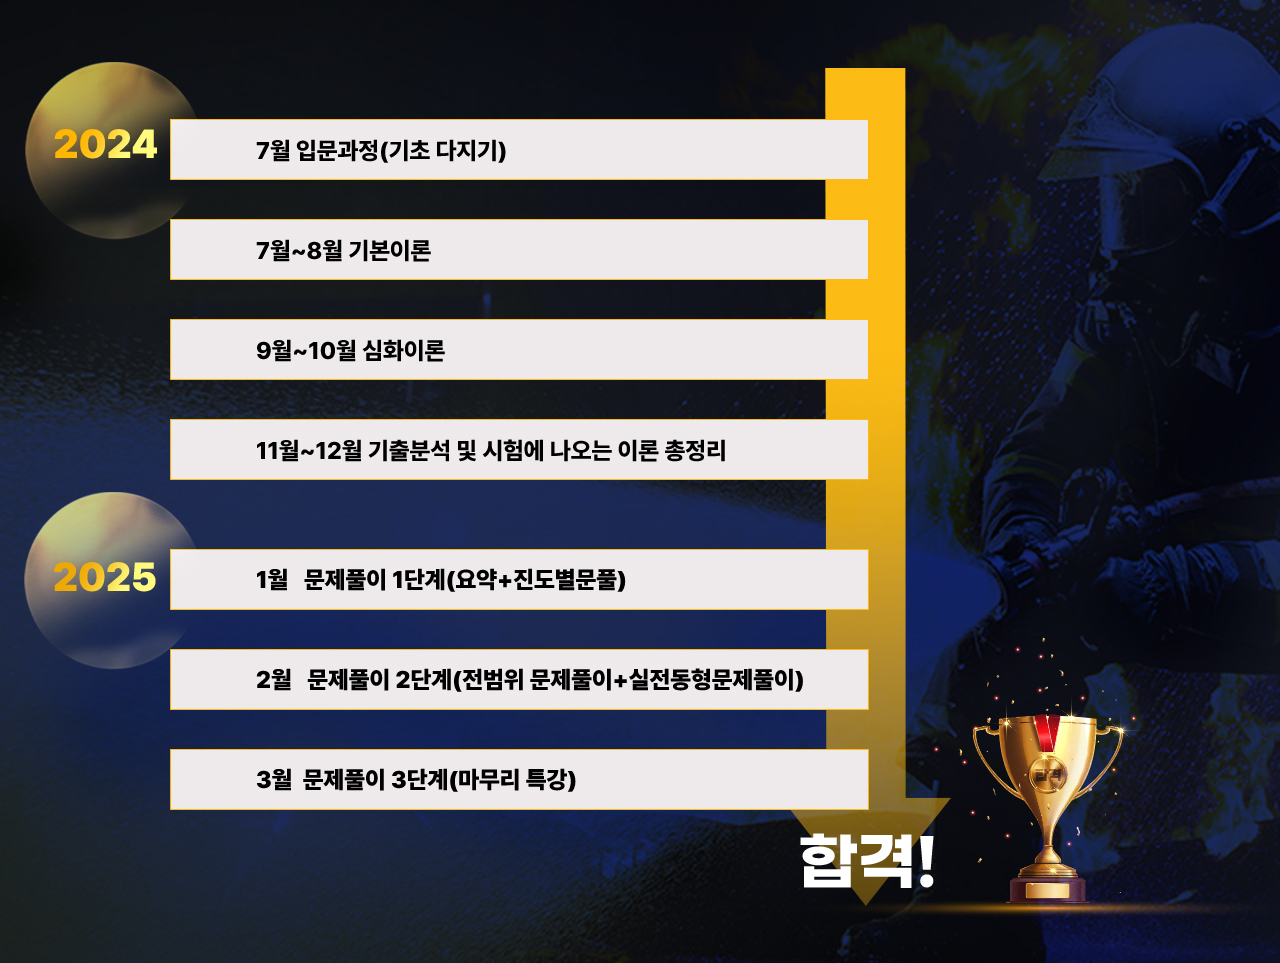 2024
7월 입문과정(기초 다지기)
7월~8월 기본이론
9월~10월 심화이론
11월~12월 기출분석 및 시험에 나오는 이론 총정리
2025
1월 문제풀이 1단계(요약+진도별문풀)
2월 문제풀이 2단계(전범위 문제풀이+실전동형문제풀이)
3월 문제풀이 3단계(마무리 특강)
합격!